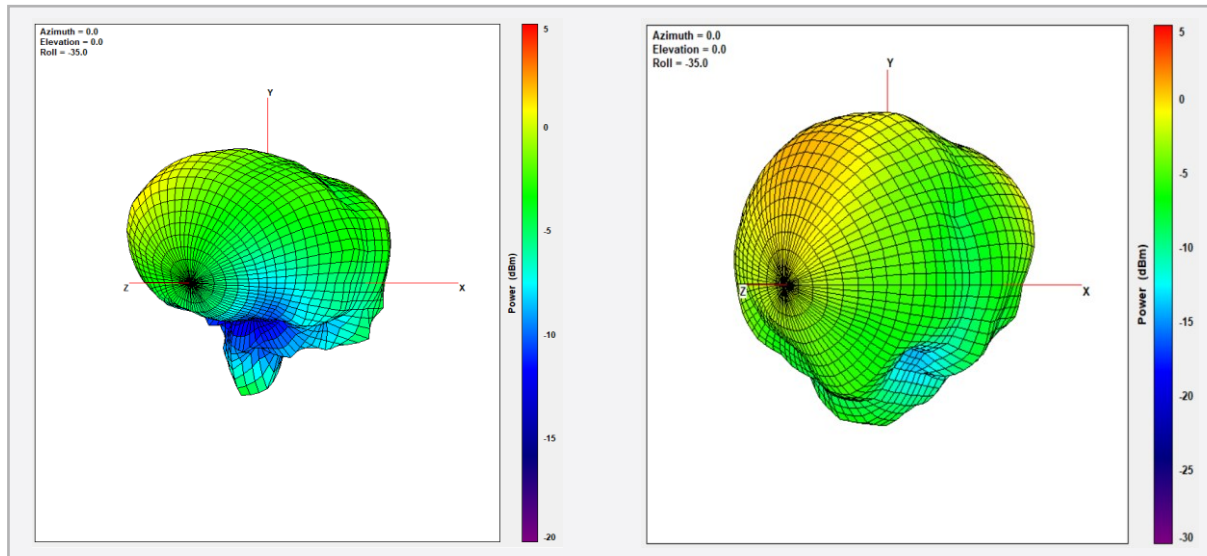 Azimuth = 0.0
Elevation = 0.0
Roll = -35.0
Y
Z
X
5
0
-5
-10
-15
-20
Power (dBm)
Azimuth = 0.0
Elevation = 0.0
Roll = -35.0
Y
Z
X
5
0
-5
-10
-15
-20
-25
-30
Power (dBm)